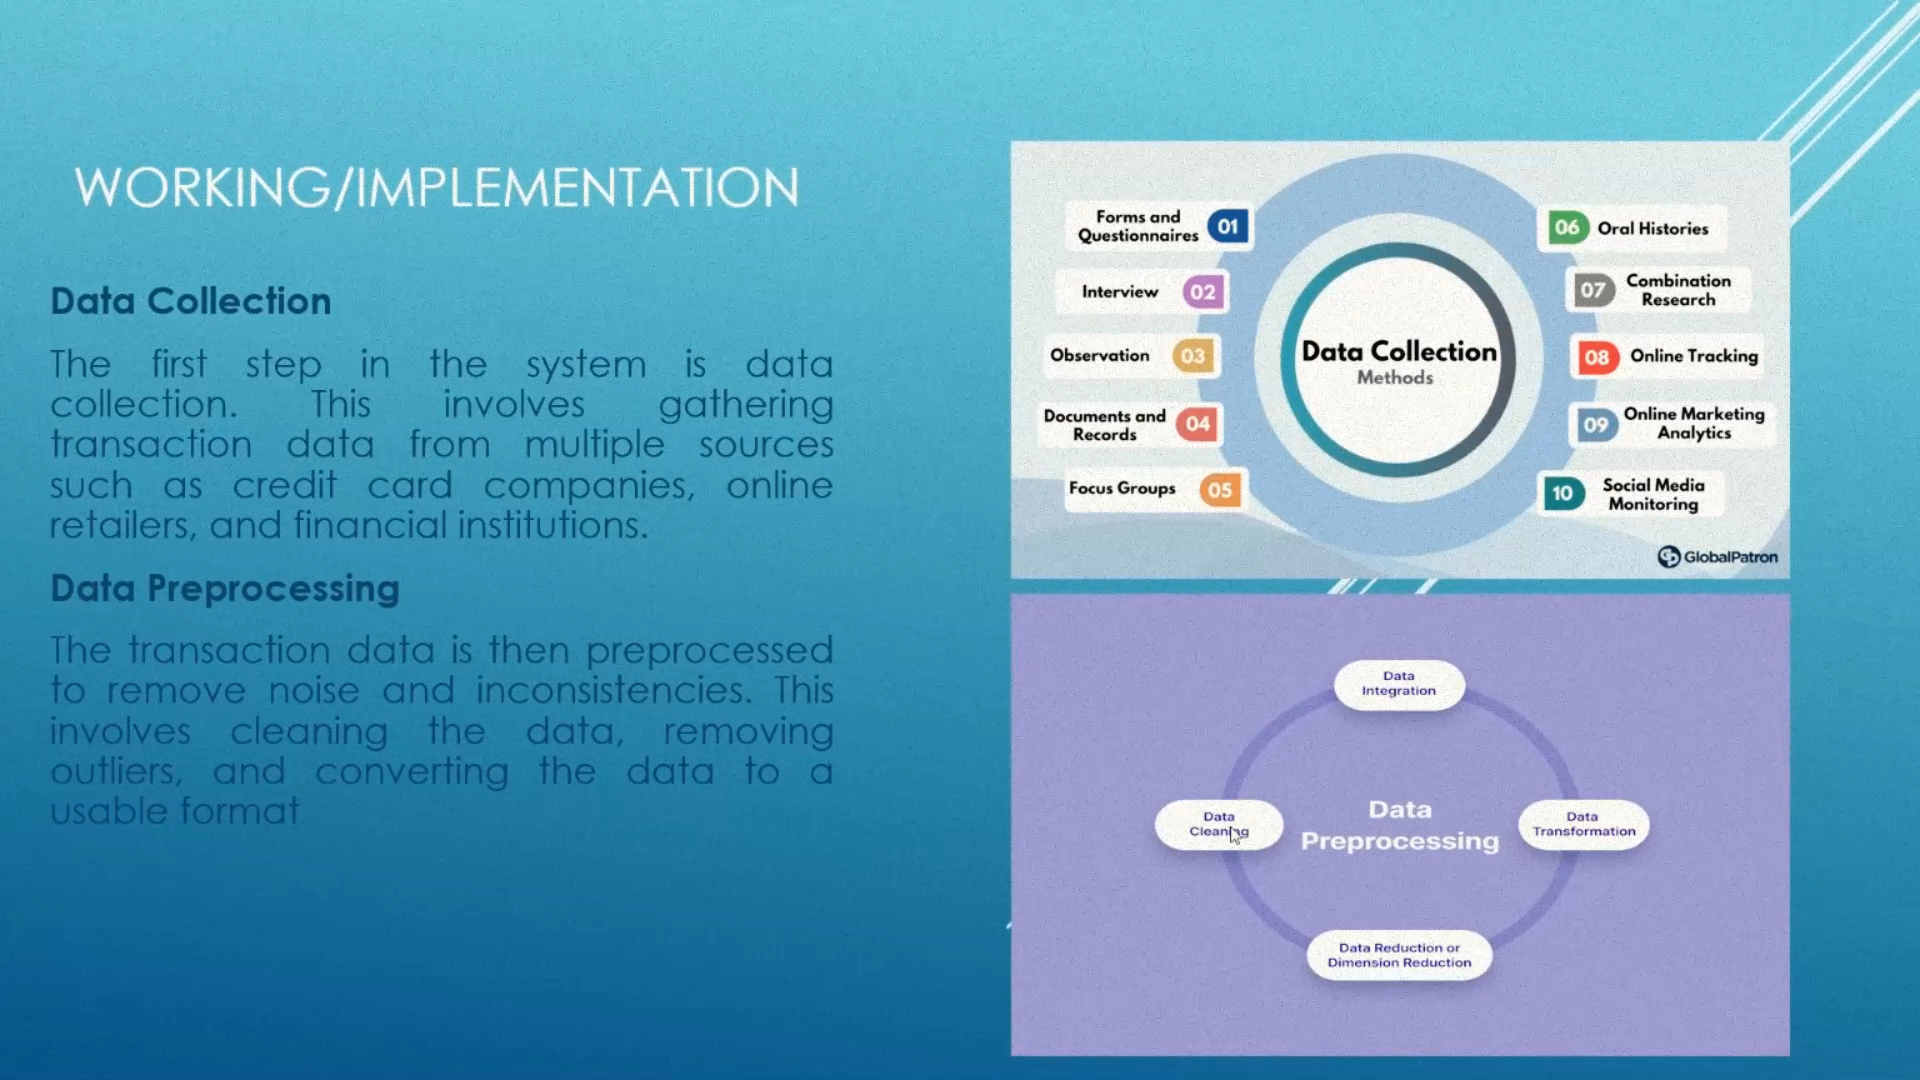 WORKING/IMPLEMENTATION
Data Collection
The first step in the system is data
collection. This involves gathering
transaction data from multiple sources
such as credit card companies, online
retailers, and financial institutions.
Data Preprocessing
The transaction data is then preprocessed
to remove noise and inconsistencies. This
involves cleaning the data, removing
outliers, and converting the data to a
usable format.
Forms and
Questionnaires
01
Interview
02
Observation
03
Documents and
Records
04
Focus Groups
05
Data Collection
Methods
06
Oral Histories
07
Combination
Research
08
Online Tracking
09
Online Marketing
Analytics
10
Social Media
Monitoring
GlobalPatron
Data
Integration
Data
Cleaning
Data
Preprocessing
Data
Transformation
Data Reduction or
Dimension Reduction